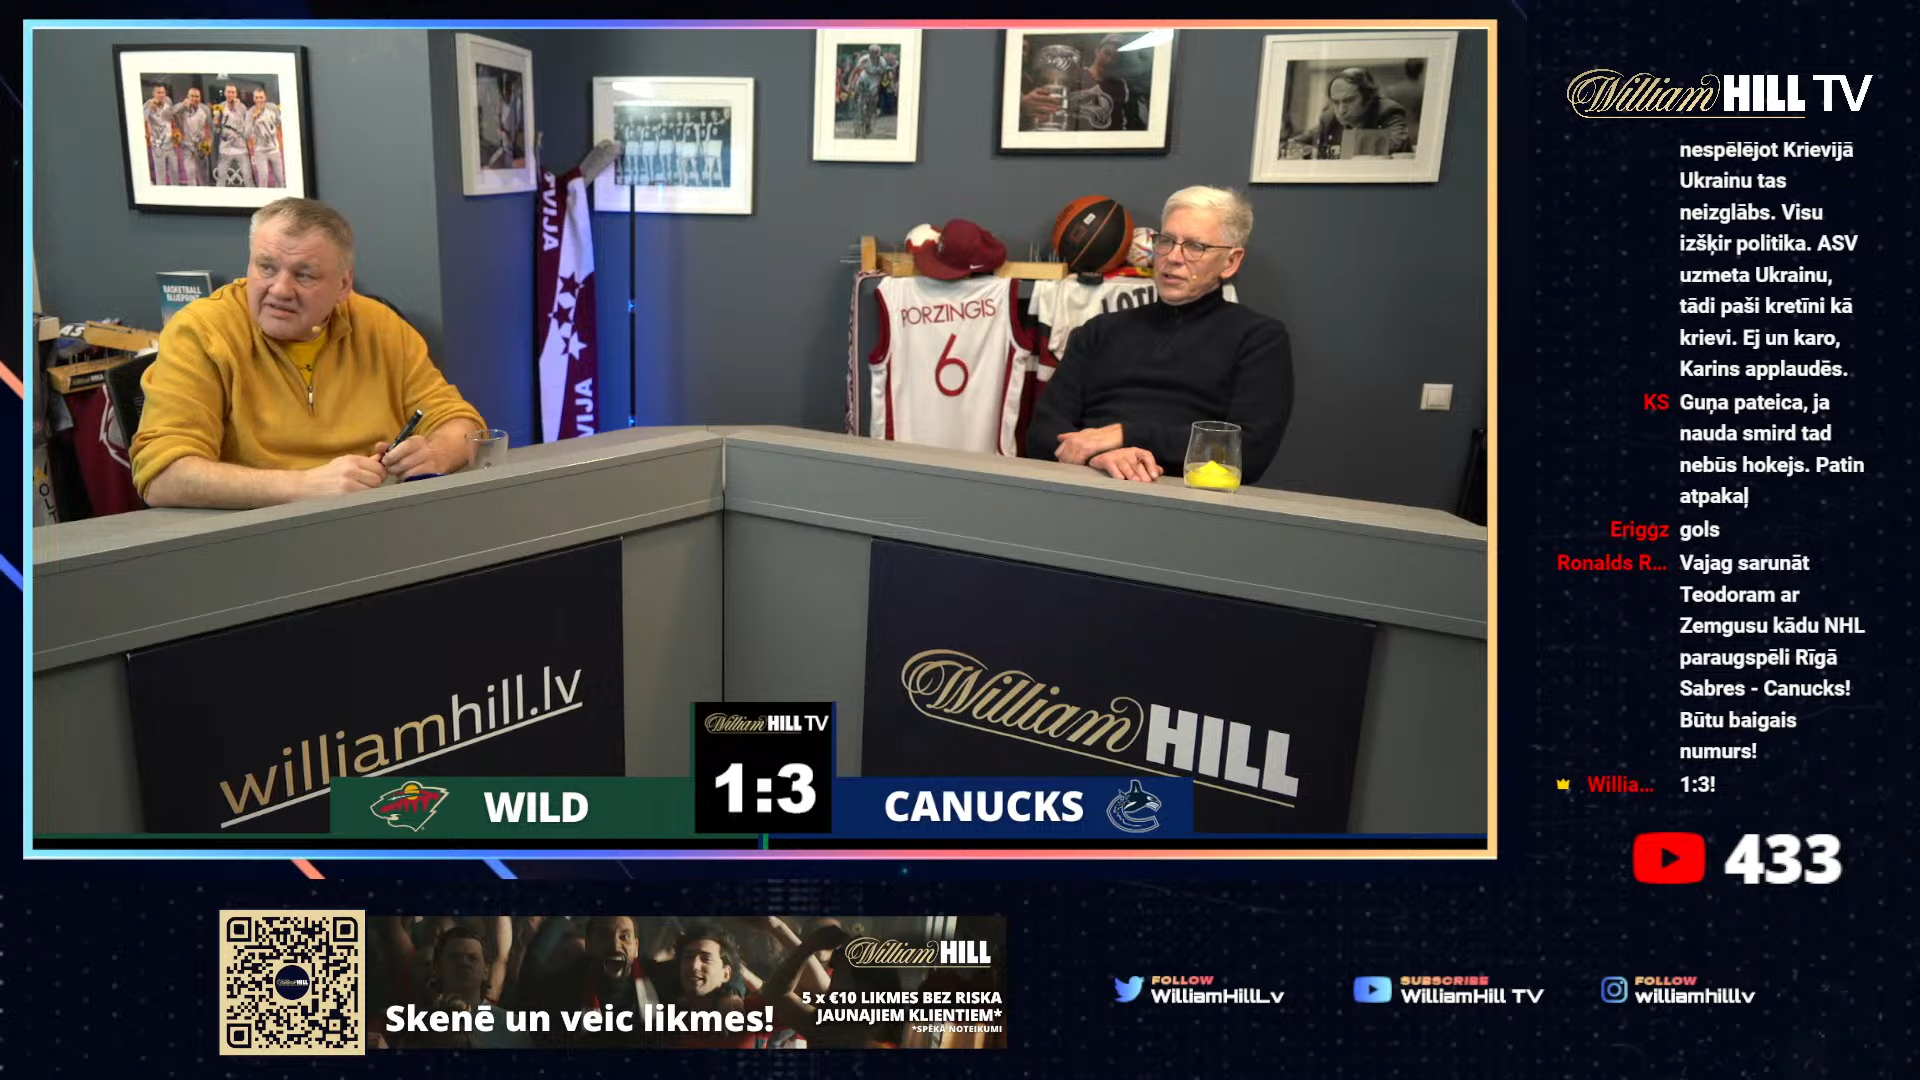 William HILL TV
nespēlējot Krievijā
Ukrainu tas
neizglābs. Visu
izšķir politika. ASV
uzmeta Ukrainu,
tādi paši kretīni kā
krievi. Ej un karo,
Karins applaudēs.
KS Guņa pateica, ja
nauda smird tad
nebūs hokejs. Patin
atpakaļ
Eriggz gols
Ronalds R... Vajag sarunāt
Teodoram ar
Zemgusu kādu NHL
paraugspēli Rīgā
Sabres - Canucks!
Būtu baigais
numurs!
Willia... 1:3!
433
BASKETBALL
BLUEPRINT
VIJA
VIJA
PORZINGIS
6
williamhill.lv
William HILL
William HILL TV
WILD
1:3
CANUCKS
William HILL
Skenē un veic likmes!
5 x €10 LIKMES BEZ RISKA
JAUNAJIEM KLIENTIEM*
*SPĒKĀ NOTEIKUMI
FOLLOW
WilliamHillLv
SUBSCRIBE
WilliamHill TV
FOLLOW
williamhilllv